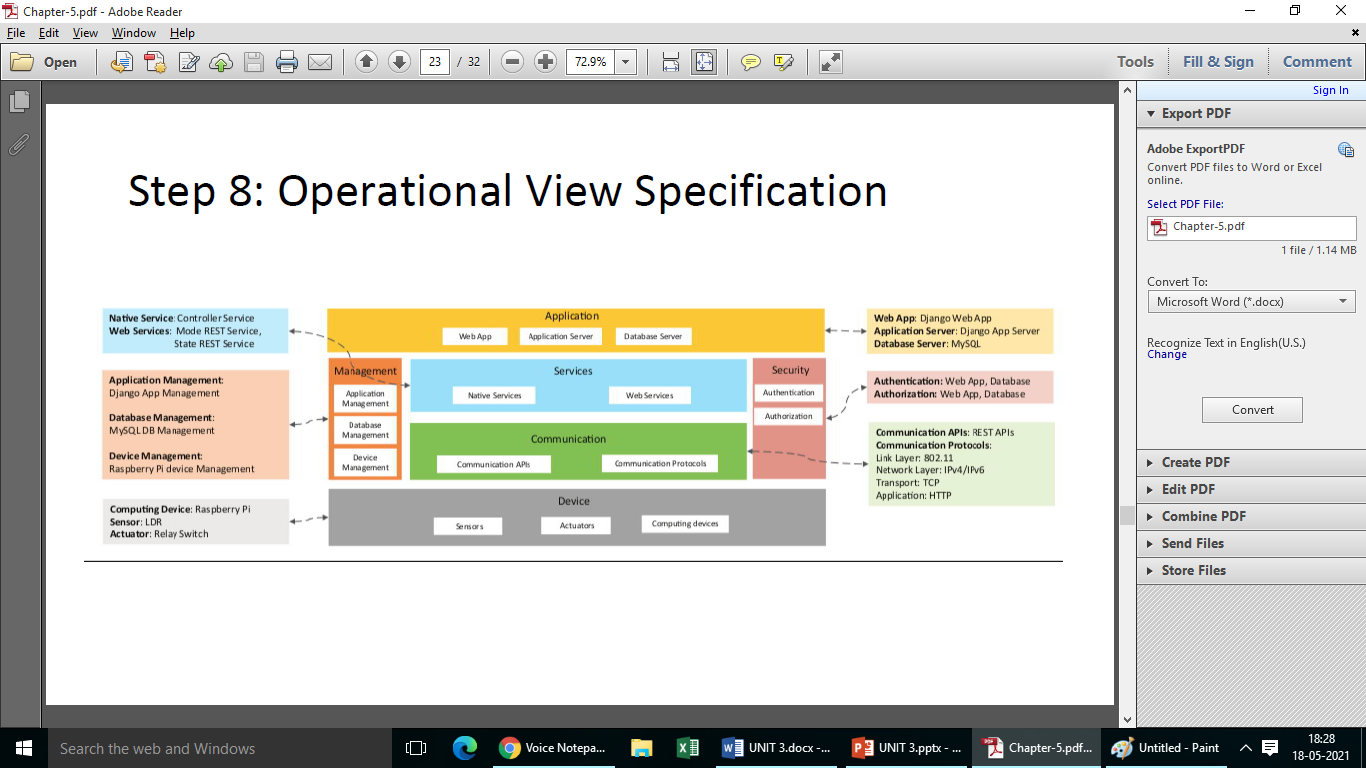 Chapter-5.pdf - Adobe Reader
File Edit View Window Help
Open 23 / 32 72.9% Tools Fill & Sign Comment
Sign In
Export PDF
Adobe ExportPDF
Convert PDF files to Word or Excel
online.
Select PDF File:
Chapter-5.pdf
1 file / 1.14 MB
Convert To:
Microsoft Word (*.docx)
Recognize Text in English(U.S.)
Change
Convert
Create PDF
Edit PDF
Combine PDF
Send Files
Store Files
Step 8: Operational View Specification
Native Service: Controller Service
Web Services: Mode REST Service,
State REST Service
Application Management:
Django App Management
Database Management:
MySQL DB Management
Device Management:
Raspberry Pi device Management
Computing Device: Raspberry Pi
Sensor: LDR
Actuator: Relay Switch
Application
Web App
Application Server
Database Server
Management
Application
Management
Database
Management
Device
Management
Services
Native Services
Web Services
Communication
Communication APIs
Communication Protocols
Security
Authentication
Authorization
Device
Sensors
Actuators
Computing devices
Web App: Django Web App
Application Server: Django App Server
Database Server: MySQL
Authentication: Web App, Database
Authorization: Web App, Database
Communication APIs: REST APIs
Communication Protocols:
Link Layer: 802.11
Network Layer: IPv4/IPv6
Transport: TCP
Application: HTTP
Search the web and Windows
Voice Notepa...
UNIT 3.docx -...
UNIT 3.pptx - ...
Chapter-5.pdf...
Untitled - Paint
18:28
18-05-2021